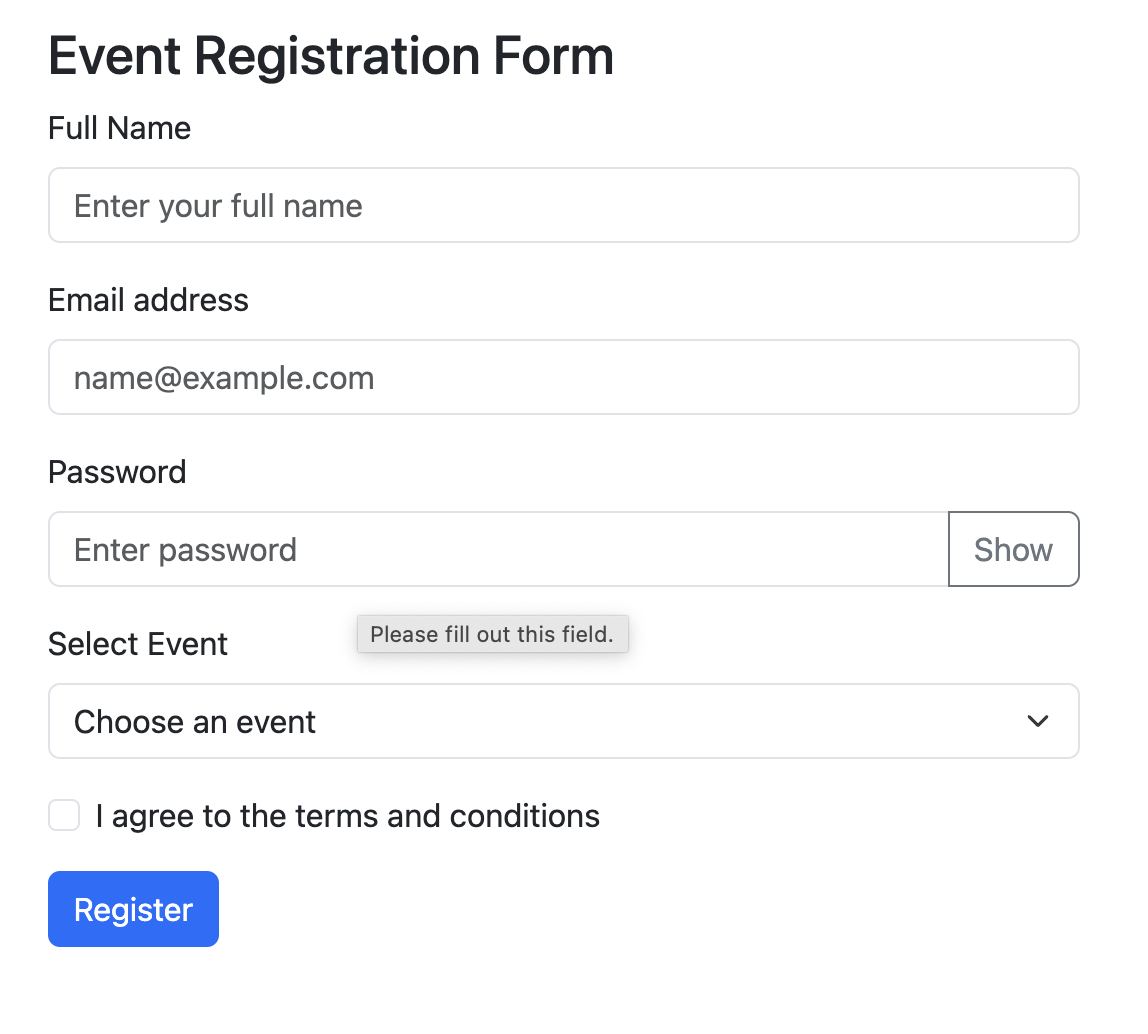 Event Registration Form
Full Name
Enter your full name
Email address
name@example.com
Password
Enter password
Show
Please fill out this field.
Select Event
Choose an event
I agree to the terms and conditions
Register